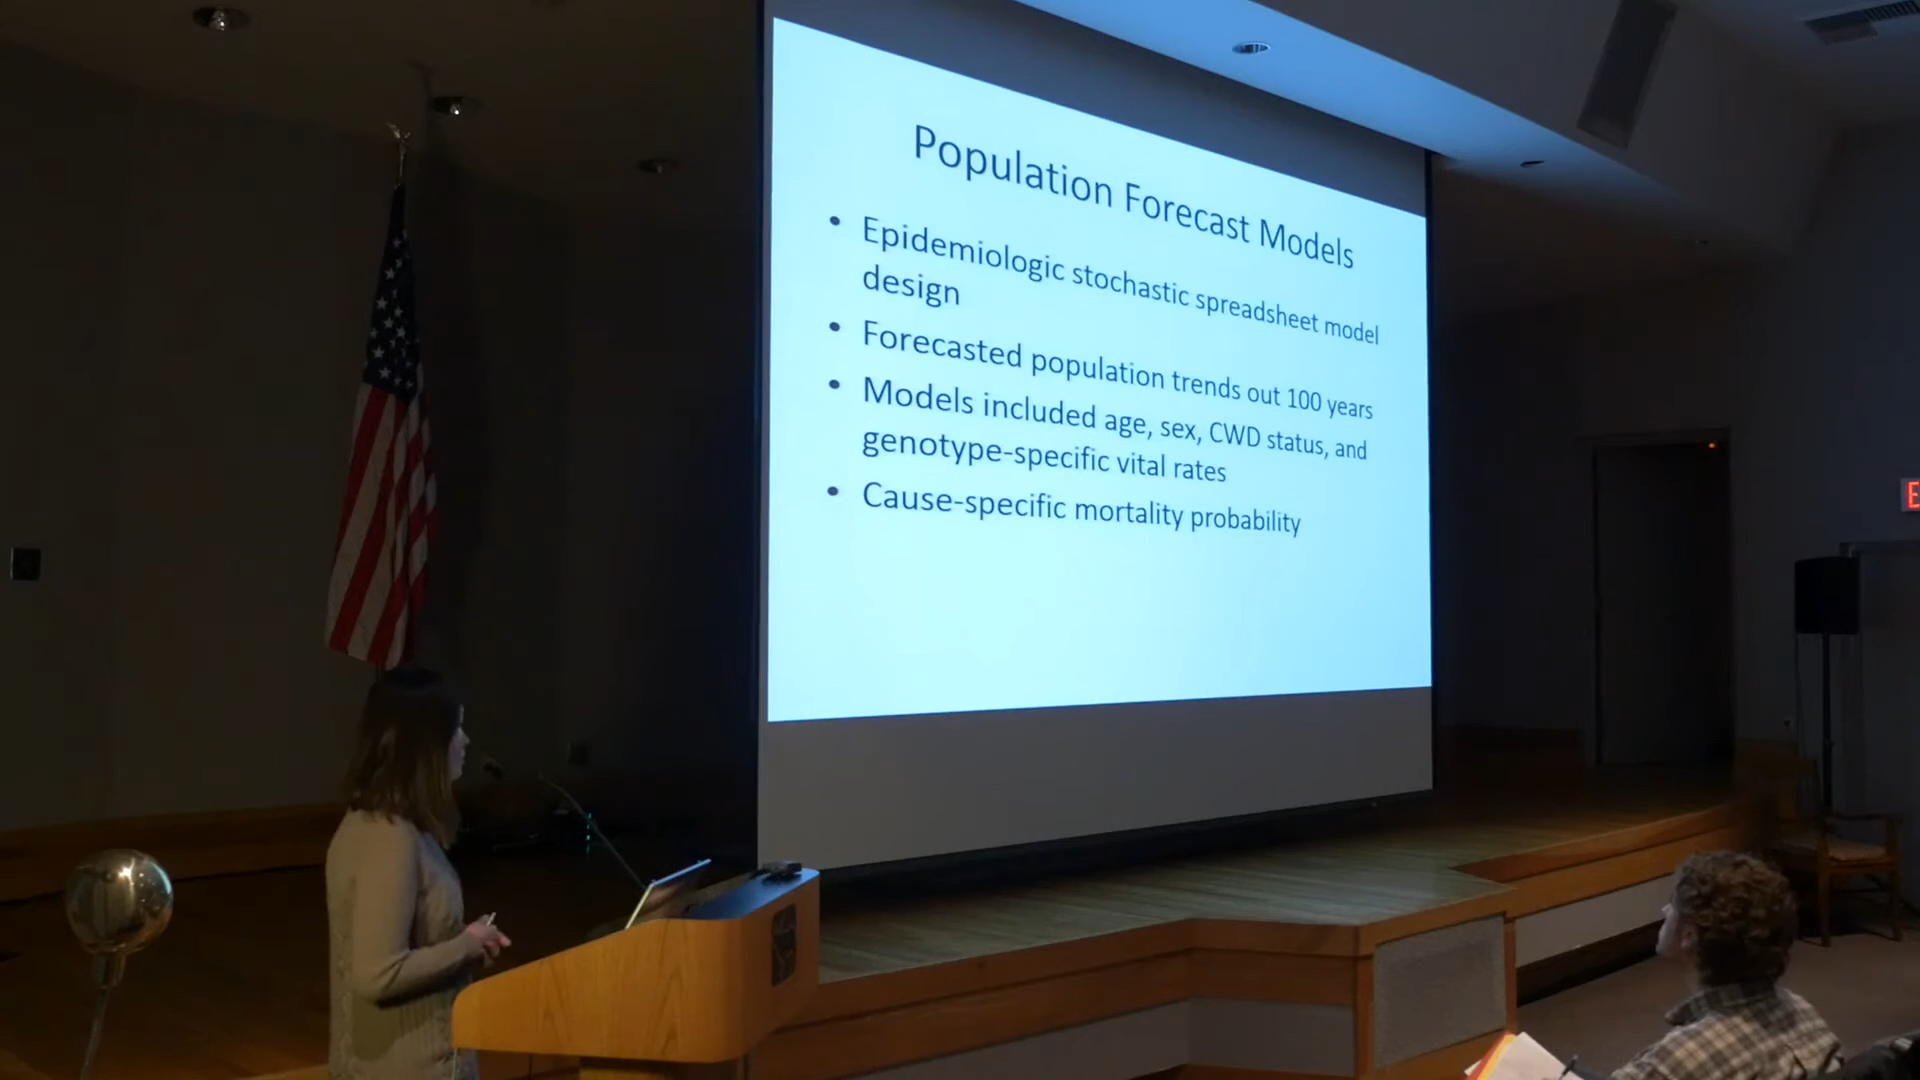 Population Forecast Models
• Epidemiologic stochastic spreadsheet model
design
• Forecasted population trends out 100 years
• Models included age, sex, CWD status, and
genotype-specific vital rates
• Cause-specific mortality probability
E